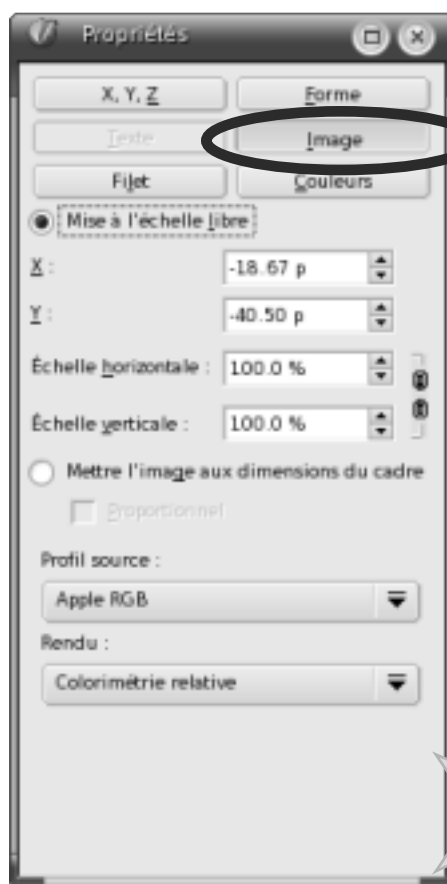 Propriétés
X, Y, Z
Forme
Texte
Image
Filet
Couleurs
Mise à l'échelle libre
X :
-18.67 p
Y :
-40.50 p
Échelle horizontale :
100.0 %
Échelle verticale :
100.0 %
Mettre l'image aux dimensions du cadre
Proportionnel
Profil source :
Apple RGB
Rendu :
Colorimétrie relative